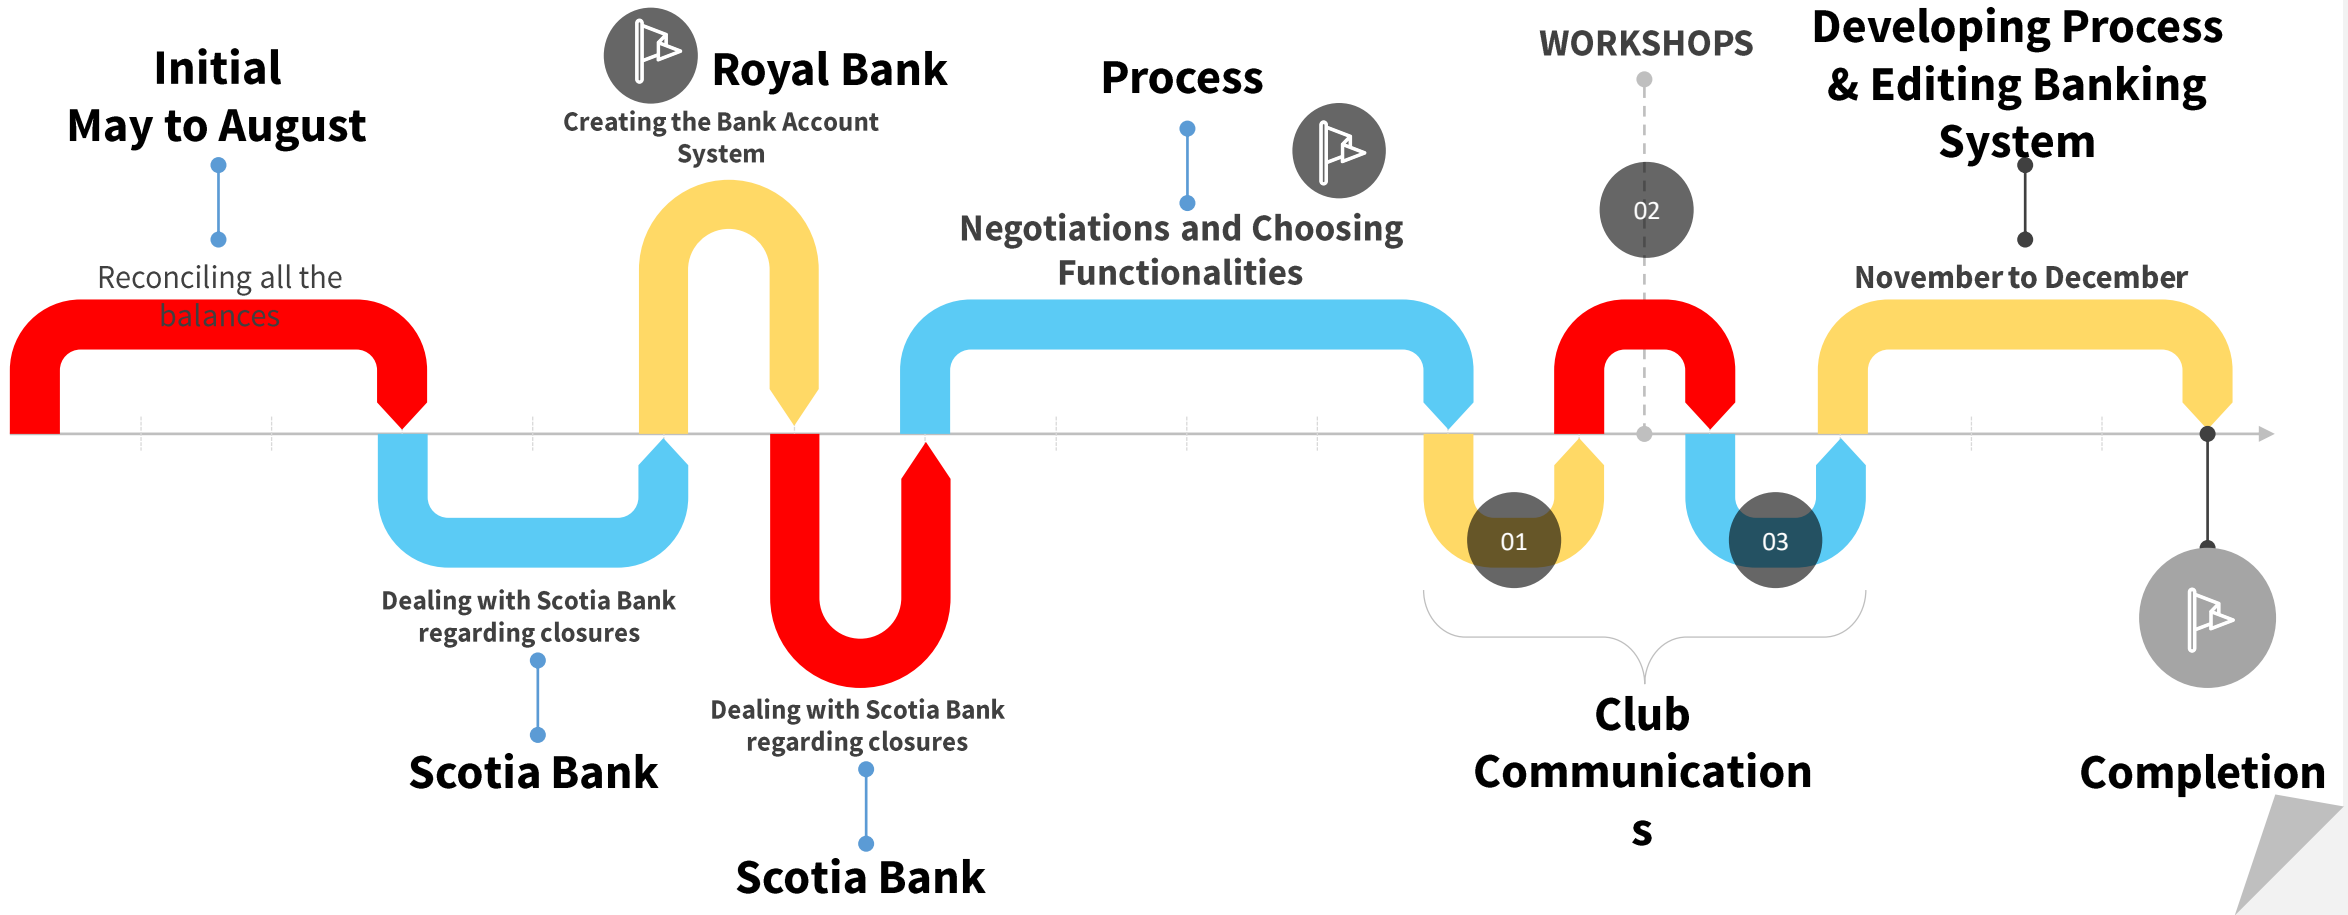 Initial
May to August
Reconciling all the
balances
Dealing with Scotia Bank
regarding closures
Scotia Bank
Royal Bank
Creating the Bank Account
System
Dealing with Scotia Bank
regarding closures
Scotia Bank
Process
Negotiations and Choosing
Functionalities
WORKSHOPS
02
01
03
Club
Communication
s
Developing Process
& Editing Banking
System
November to December
Completion